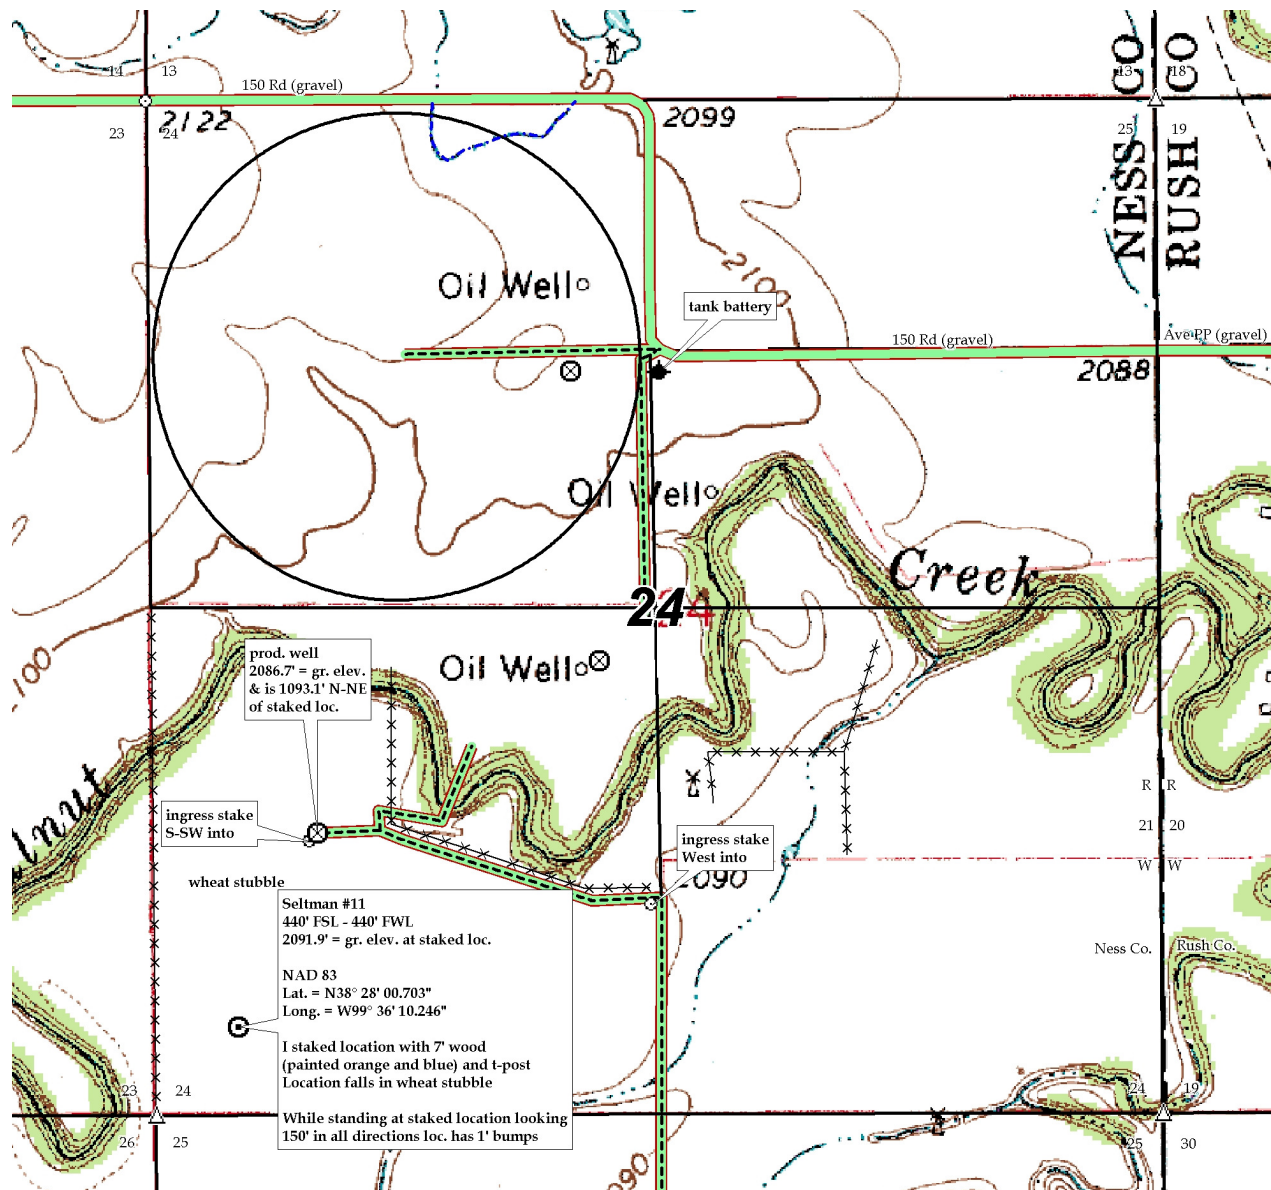 14 13
150 Rd (gravel)
2122
23 24
2099
13 18
NESS CO
RUSH CO
25 19
2100
Oil Well
tank battery
150 Rd (gravel)
Ave PP (gravel)
2088
Oil Well
Creek
24
24
2100
prod. well
2086.7' = gr. elev.
& is 1093.1' N-NE
of staked loc.
Oil Well
lnut
ingress stake
S-SW into
ingress stake
West into
2090
R R
21 20
W W
wheat stubble
Seltman #11
440' FSL - 440' FWL
2091.9' = gr. elev. at staked loc.
NAD 83
Lat. = N38° 28' 00.703"
Long. = W99° 36' 10.246"
I staked location with 7' wood
(painted orange and blue) and t-post
Location falls in wheat stubble
While standing at staked location looking
150' in all directions loc. has 1' bumps
Ness Co. Rush Co.
23 24
26 25
24 19
25 30
2090